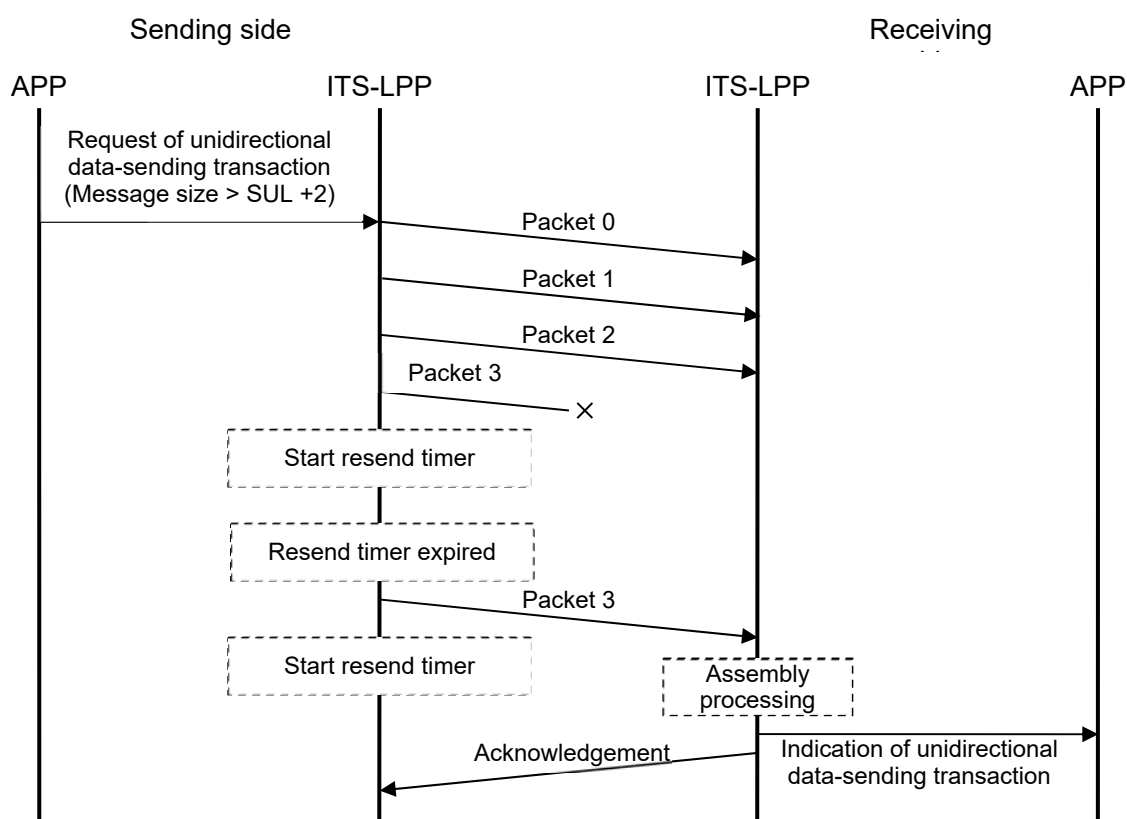 Sending side
Receiving
APP
ITS-LPP
ITS-LPP
APP
Request of unidirectional
data-sending transaction
(Message size > SUL +2)
Packet 0
Packet 1
Packet 2
Packet 3
Start resend timer
Resend timer expired
Packet 3
Start resend timer
Assembly
processing
Acknowledgement
Indication of unidirectional
data-sending transaction